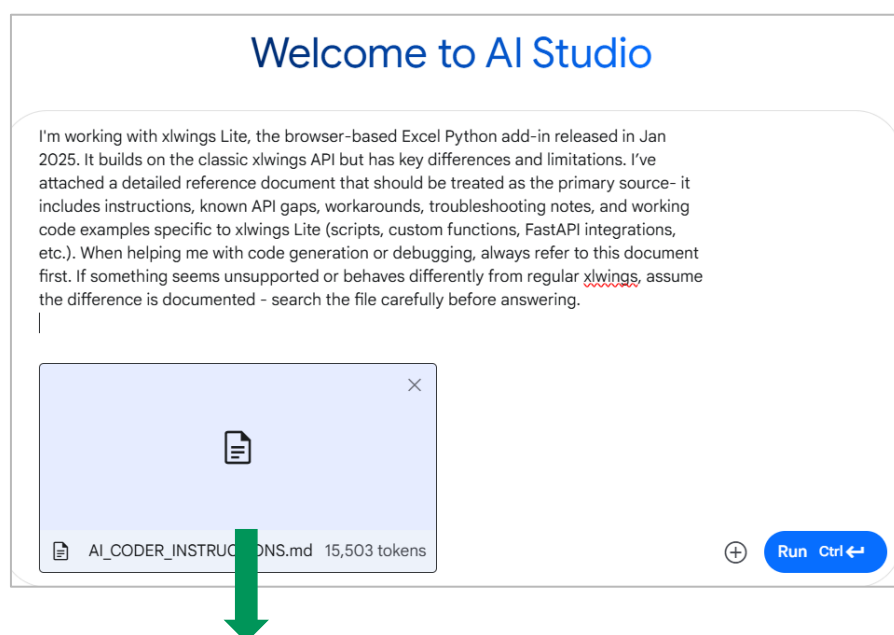 Welcome to AI Studio
I'm working with xlwings Lite, the browser-based Excel Python add-in released in Jan
2025. It builds on the classic xlwings API but has key differences and limitations. I've
attached a detailed reference document that should be treated as the primary source- it
includes instructions, known API gaps, workarounds, troubleshooting notes, and working
code examples specific to xlwings Lite (scripts, custom functions, FastAPI integrations,
etc.). When helping me with code generation or debugging, always refer to this document
first. If something seems unsupported or behaves differently from regular xlwings, assume
the difference is documented - search the file carefully before answering.
AI_CODER_INSTRUCTIONS.md 15,503 tokens
Run Ctrl